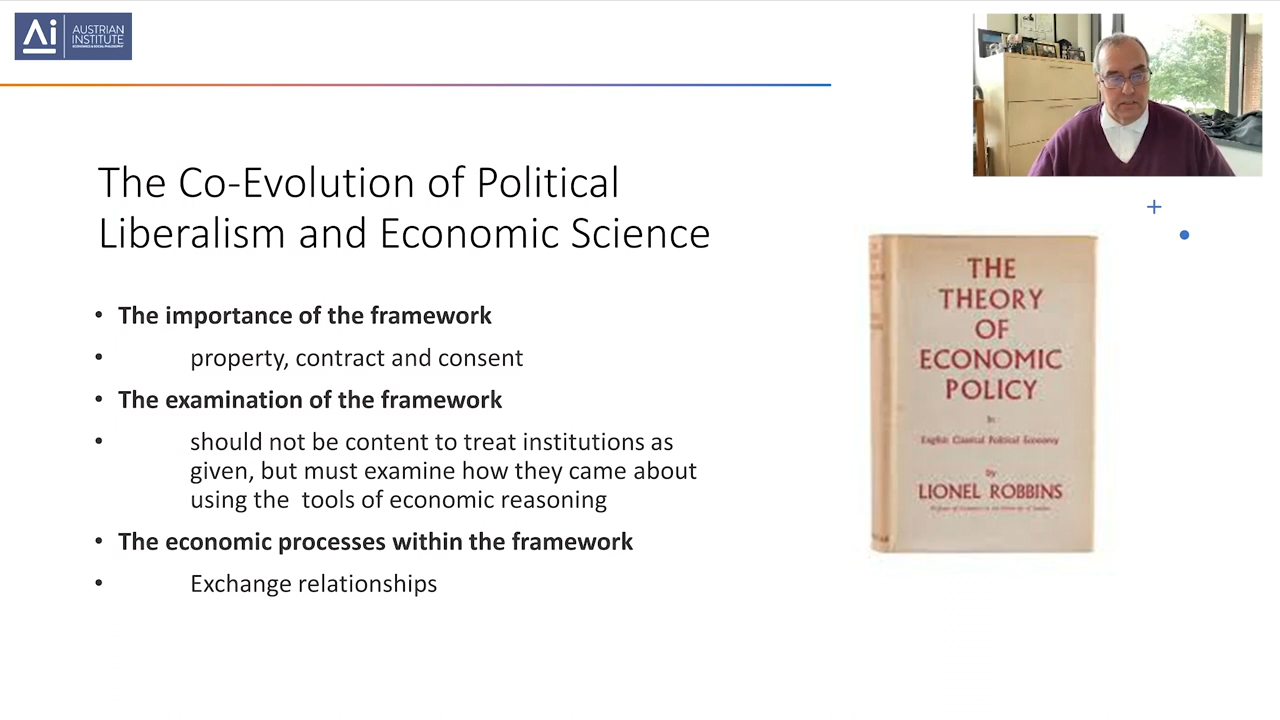 Ai
AUSTRIAN
INSTITUTE
ECONOMICS & SOCIAL PHILOSOPHY
The Co-Evolution of Political
Liberalism and Economic Science
• The importance of the framework
• property, contract and consent
• The examination of the framework
• should not be content to treat institutions as
given, but must examine how they came about
using the tools of economic reasoning
• The economic processes within the framework
• Exchange relationships
THE
THEORY
OF
ECONOMIC
POLICY
In
English Classical Political Economy
by
LIONEL ROBBINS